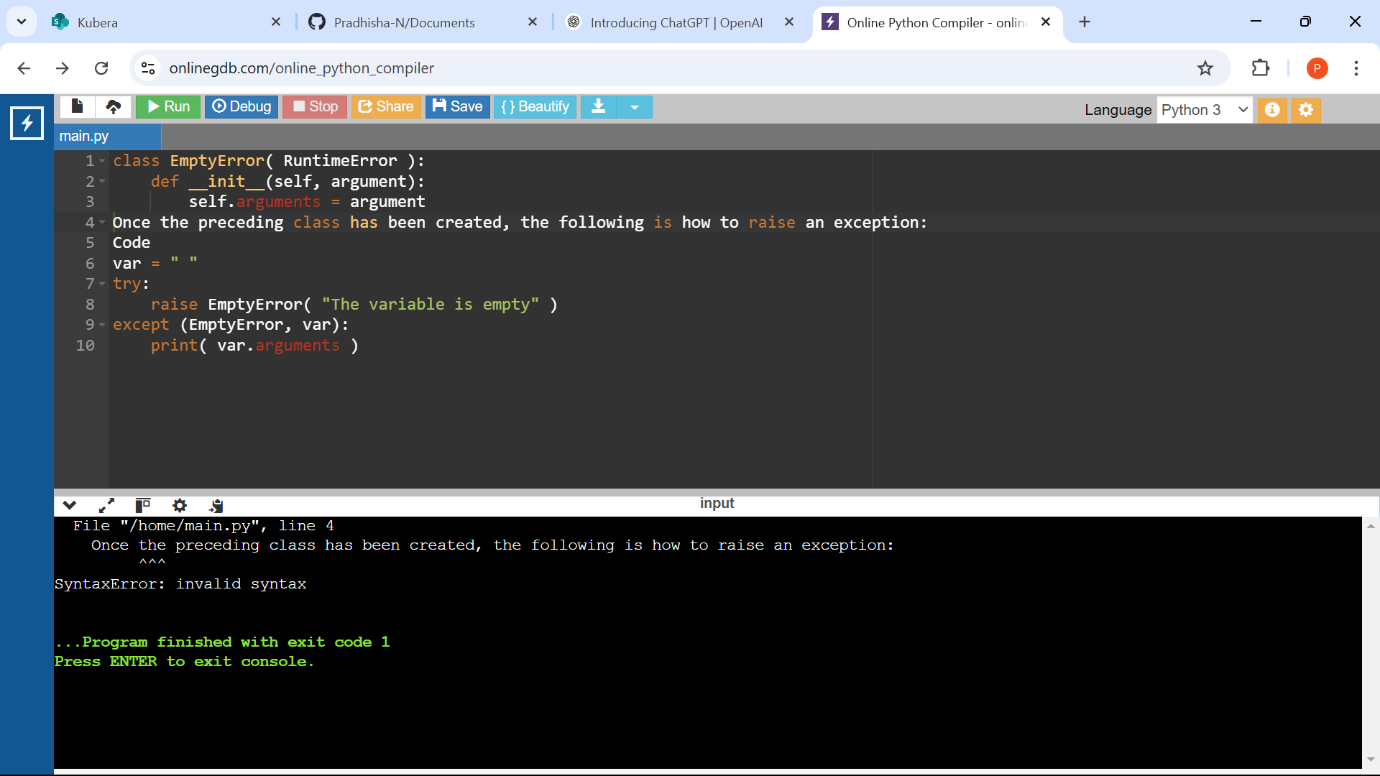 Kubera
Pradhisha-N/Documents
Introducing ChatGPT | OpenAI
Online Python Compiler - onlin
onlinegdb.com/online_python_compiler
P
Run
Debug
Stop
Share
Save
{ } Beautify
Language
Python 3
main.py
1 class EmptyError( RuntimeError ):
2     def __init__(self, argument):
3         self.arguments = argument
4 Once the preceding class has been created, the following is how to raise an exception:
5 Code
6 var = " "
7 try:
8     raise EmptyError( "The variable is empty" )
9 except (EmptyError, var):
10     print( var.arguments )
input
  File "/home/main.py", line 4
    Once the preceding class has been created, the following is how to raise an exception:
         ^^^
SyntaxError: invalid syntax
...Program finished with exit code 1
Press ENTER to exit console.